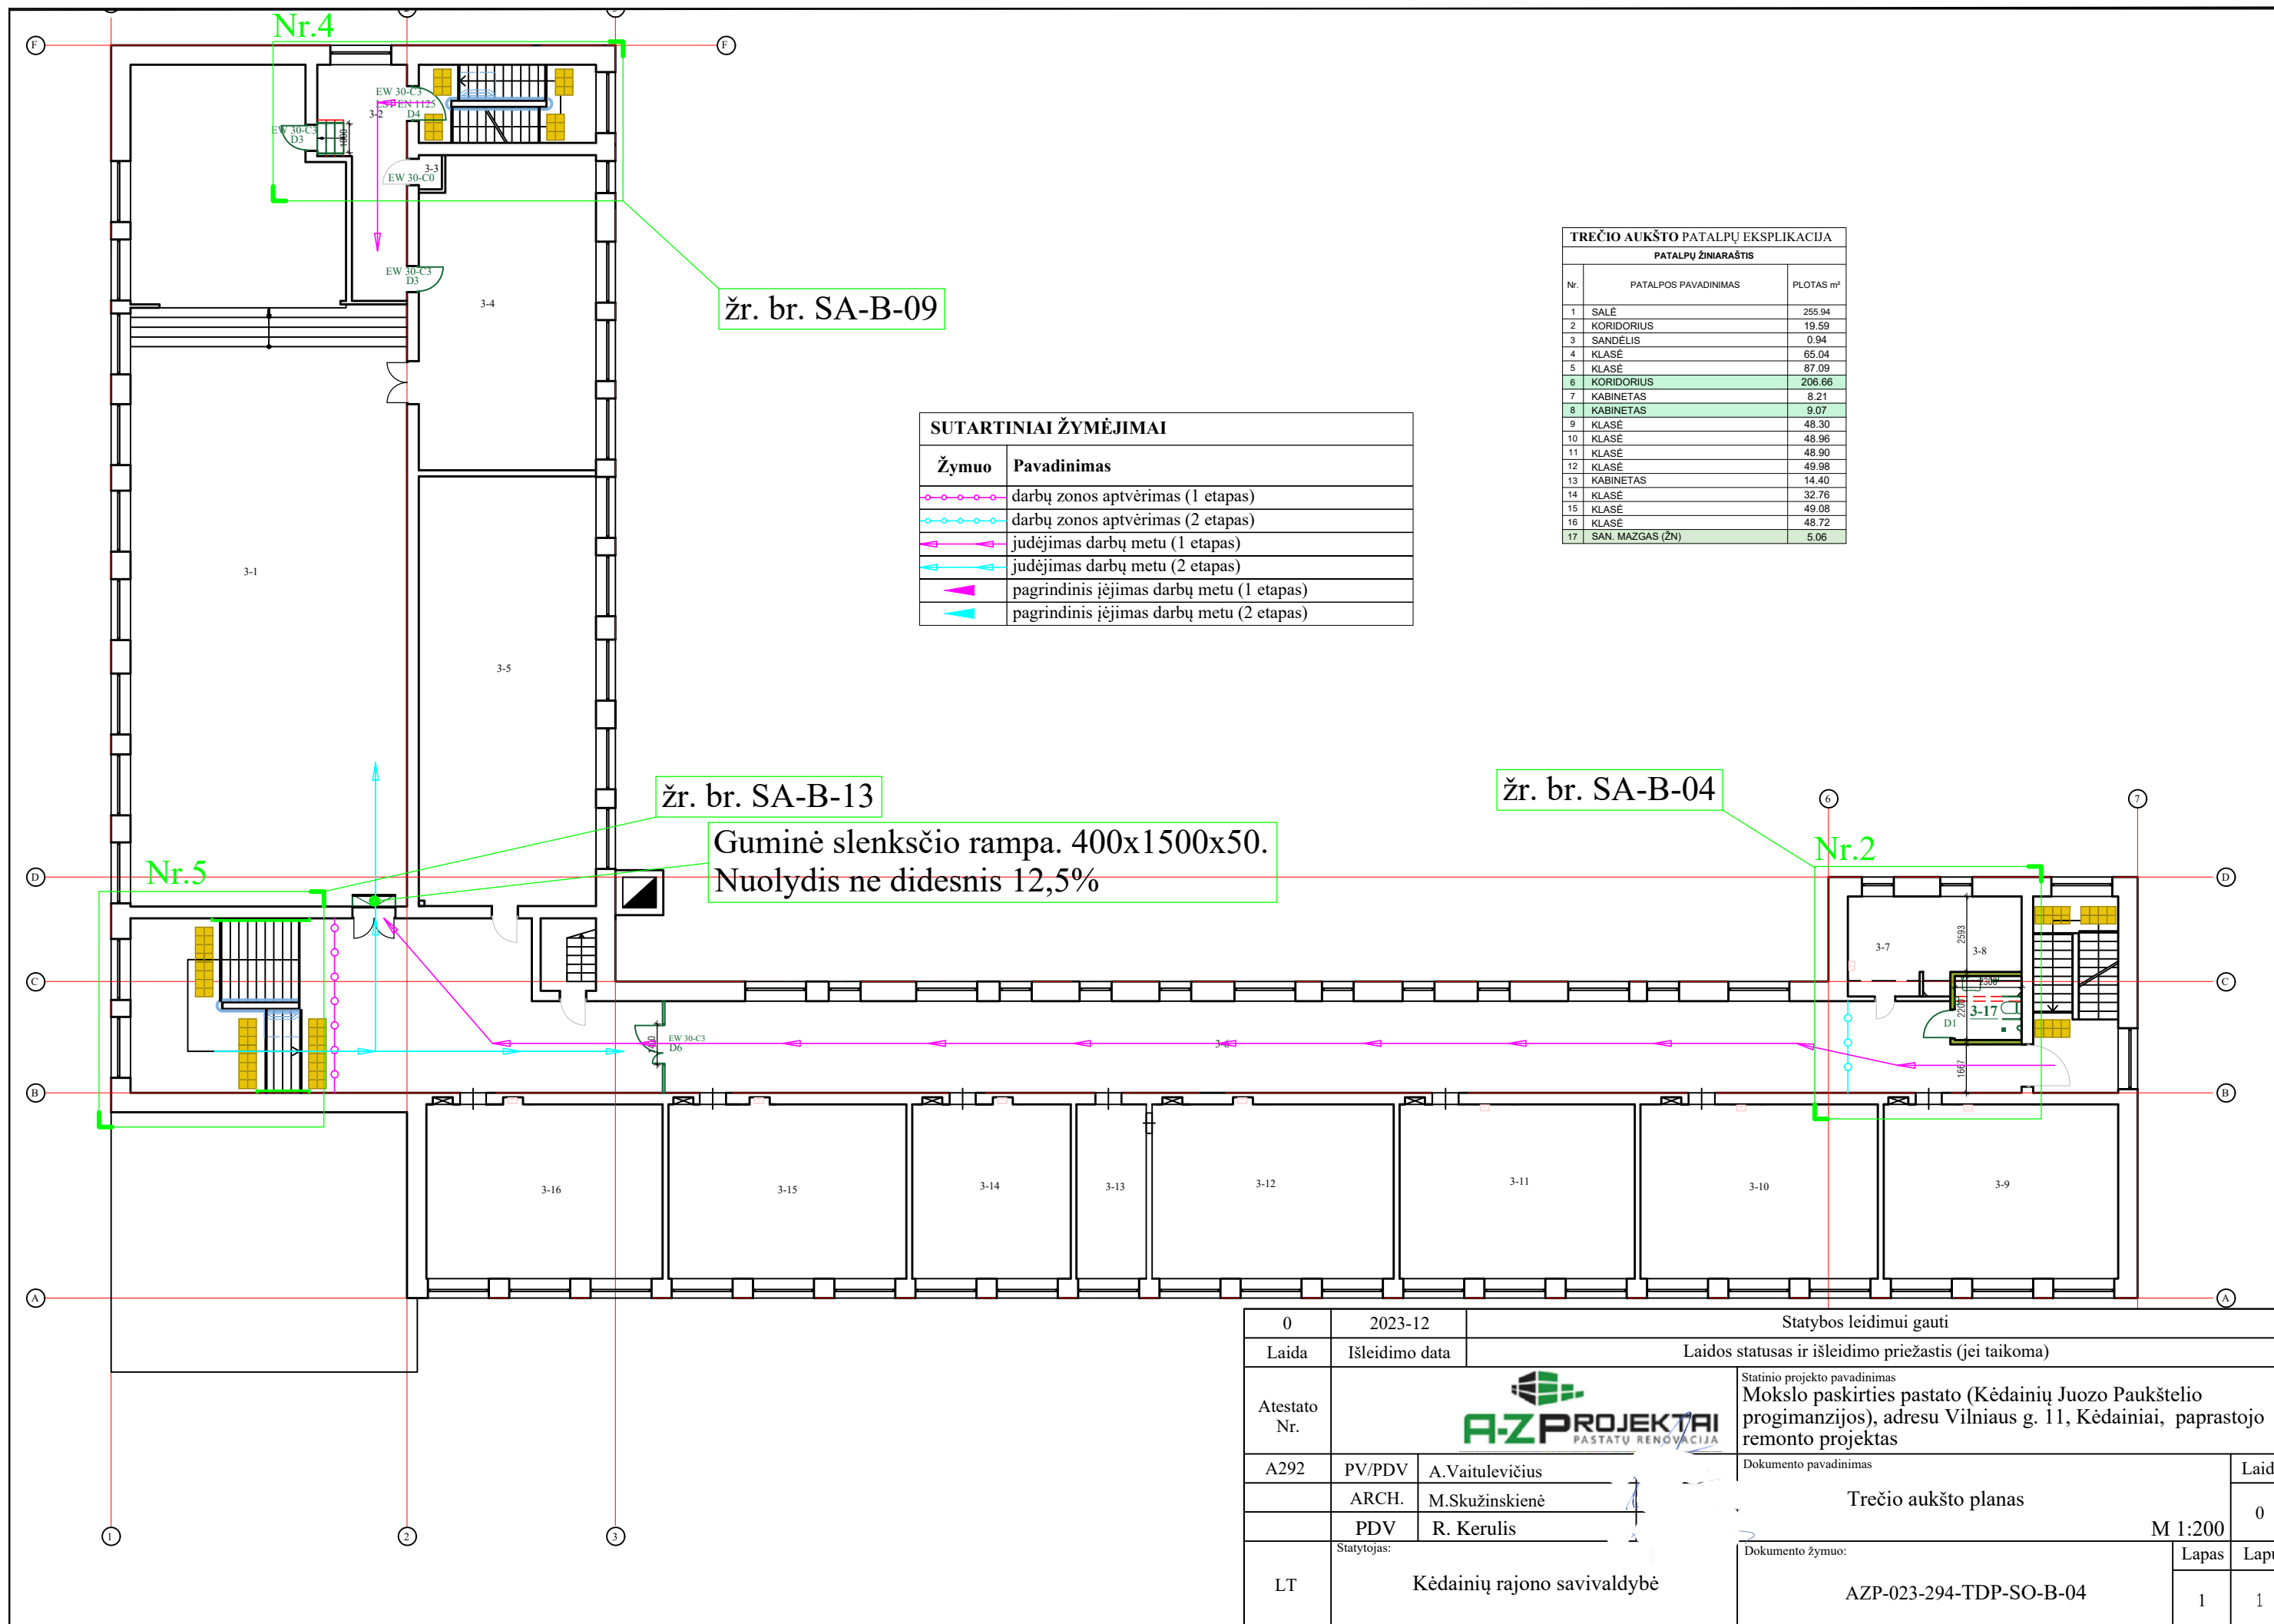 Nr.4
F
F
EW 30-C3
LST EN 1125
3-2
D4
EW 30-C3
D3
1000
3-3
EW 30-C0
EW 30-C3
D3
3-4
žr. br. SA-B-09
TREČIO AUKŠTO PATALPŲ EKSPLIKACIJA
PATALPŲ ŽINIARAŠTIS
Nr. PATALPOS PAVADINIMAS PLOTAS m²
1 SALĖ 255.94
2 KORIDORIUS 19.59
3 SANDĖLIS 0.94
4 KLASĖ 65.04
5 KLASĖ 87.09
6 KORIDORIUS 206.66
7 KABINETAS 8.21
8 KABINETAS 9.07
9 KLASĖ 48.30
10 KLASĖ 48.96
11 KLASĖ 48.90
12 KLASĖ 49.98
13 KABINETAS 14.40
14 KLASĖ 32.76
15 KLASĖ 49.08
16 KLASĖ 48.72
17 SAN. MAZGAS (ŽN) 5.06
SUTARTINIAI ŽYMĖJIMAI
Žymuo Pavadinimas
darbų zonos aptvėrimas (1 etapas)
darbų zonos aptvėrimas (2 etapas)
judėjimas darbų metu (1 etapas)
judėjimas darbų metu (2 etapas)
pagrindinis įėjimas darbų metu (1 etapas)
pagrindinis įėjimas darbų metu (2 etapas)
3-1
3-5
žr. br. SA-B-13
žr. br. SA-B-04
6
7
Guminė slenksčio rampa. 400x1500x50.
Nuolydis ne didesnis 12,5%
Nr.5
Nr.2
D
D
3-7
2593
3-8
C
C
2300
2200
3-17
D1
EW 30-C3
D6
3-6
1667
B
B
3-16
3-15
3-14
3-13
3-12
3-11
3-10
3-9
A
A
1
2
3
0 2023-12 Statybos leidimui gauti
Laida Išleidimo data Laidos statusas ir išleidimo priežastis (jei taikoma)
Atestato
Nr.
A-Z PROJEKTAI
PASTATŲ RENOVACIJA
Statinio projekto pavadinimas
Mokslo paskirties pastato (Kėdainių Juozo Paukštelio
progimanzijos), adresu Vilniaus g. 11, Kėdainiai, paprastojo
remonto projektas
A292 PV/PDV A.Vaitulevičius
ARCH. M.Skužinskienė
PDV R. Kerulis
Dokumento pavadinimas
Trečio aukšto planas
M 1:200
Laid
0
LT
Statytojas:
Kėdainių rajono savivaldybė
Dokumento žymuo:
AZP-023-294-TDP-SO-B-04
Lapas Lapų
1 1